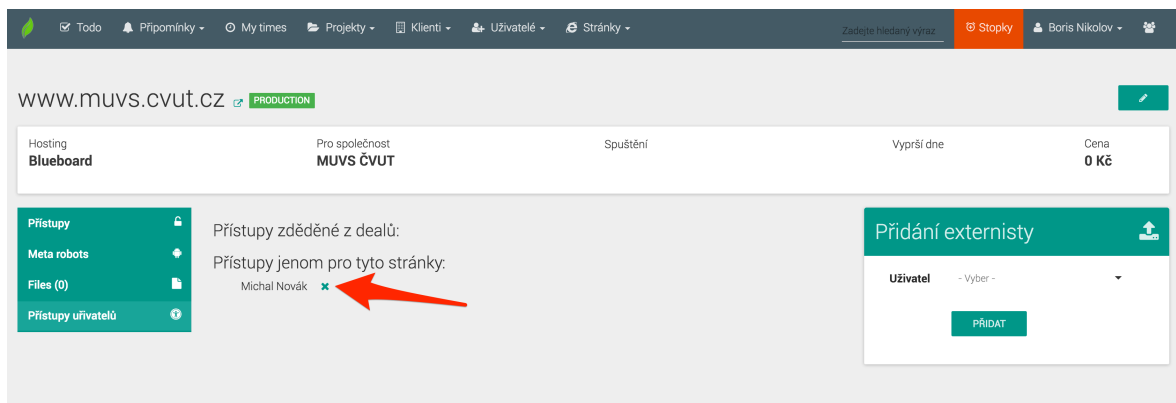 Todo Připomínky My times Projekty Klienti Uživatelé Stránky Zadejte hledaný výraz Stopky Boris Nikolov
www.muvs.cvut.cz PRODUCTION
Hosting Pro společnost Spuštění Vyprší dne Cena
Blueboard MUVS ČVUT 0 Kč
Přístupy
Meta robots
Files (0)
Přístupy uřivatelů
Přístupy zděděné z dealů:
Přístupy jenom pro tyto stránky:
Michal Novák
Přidání externisty
Uživatel - Vyber -
PŘIDAT